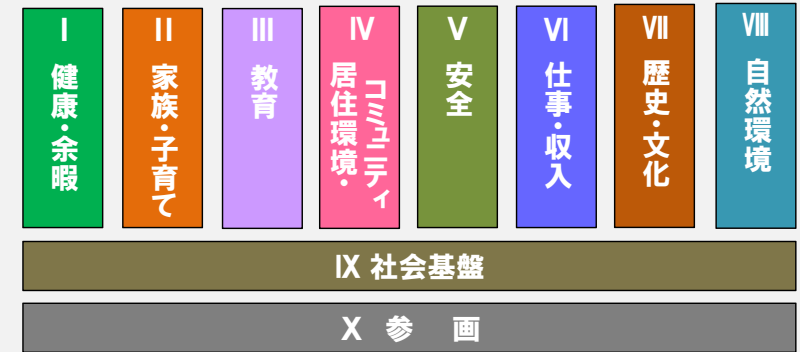 Ⅰ
健康・余暇
Ⅱ
家族・子育て
Ⅲ
教育
Ⅳ
コミュニティ
居住環境・
Ⅴ
安全
Ⅵ
仕事・収入
Ⅶ
歴史・文化
Ⅷ
自然環境
Ⅸ 社会基盤
Ⅹ 参 画